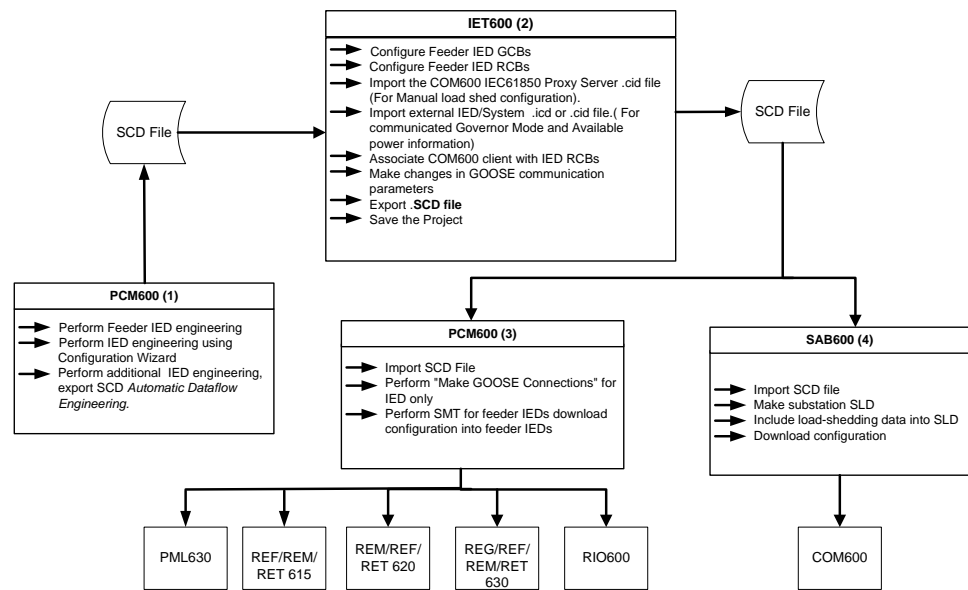 IET600 (2)
Configure Feeder IED GCBs
Configure Feeder IED RCBs
Import the COM600 IEC61850 Proxy Server .cid file
(For Manual load shed configuration).
Import external IED/System .icd or .cid file.( For
communicated Governor Mode and Available
power information)
Associate COM600 client with IED RCBs
Make changes in GOOSE communication
parameters
Export .SCD file
Save the Project
SCD File
SCD File
PCM600 (1)
Perform Feeder IED engineering
Perform IED engineering using
Configuration Wizard
Perform additional IED engineering,
export SCD Automatic Dataflow
Engineering.
PCM600 (3)
Import SCD File
Perform "Make GOOSE Connections" for
IED only
Perform SMT for feeder IEDs download
configuration into feeder IEDs
SAB600 (4)
Import SCD file
Make substation SLD
Include load-shedding data into SLD
Download configuration
PML630
REF/REM/
RET 615
REM/REF/
RET 620
REG/REF/
REM/RET
630
RIO600
COM600